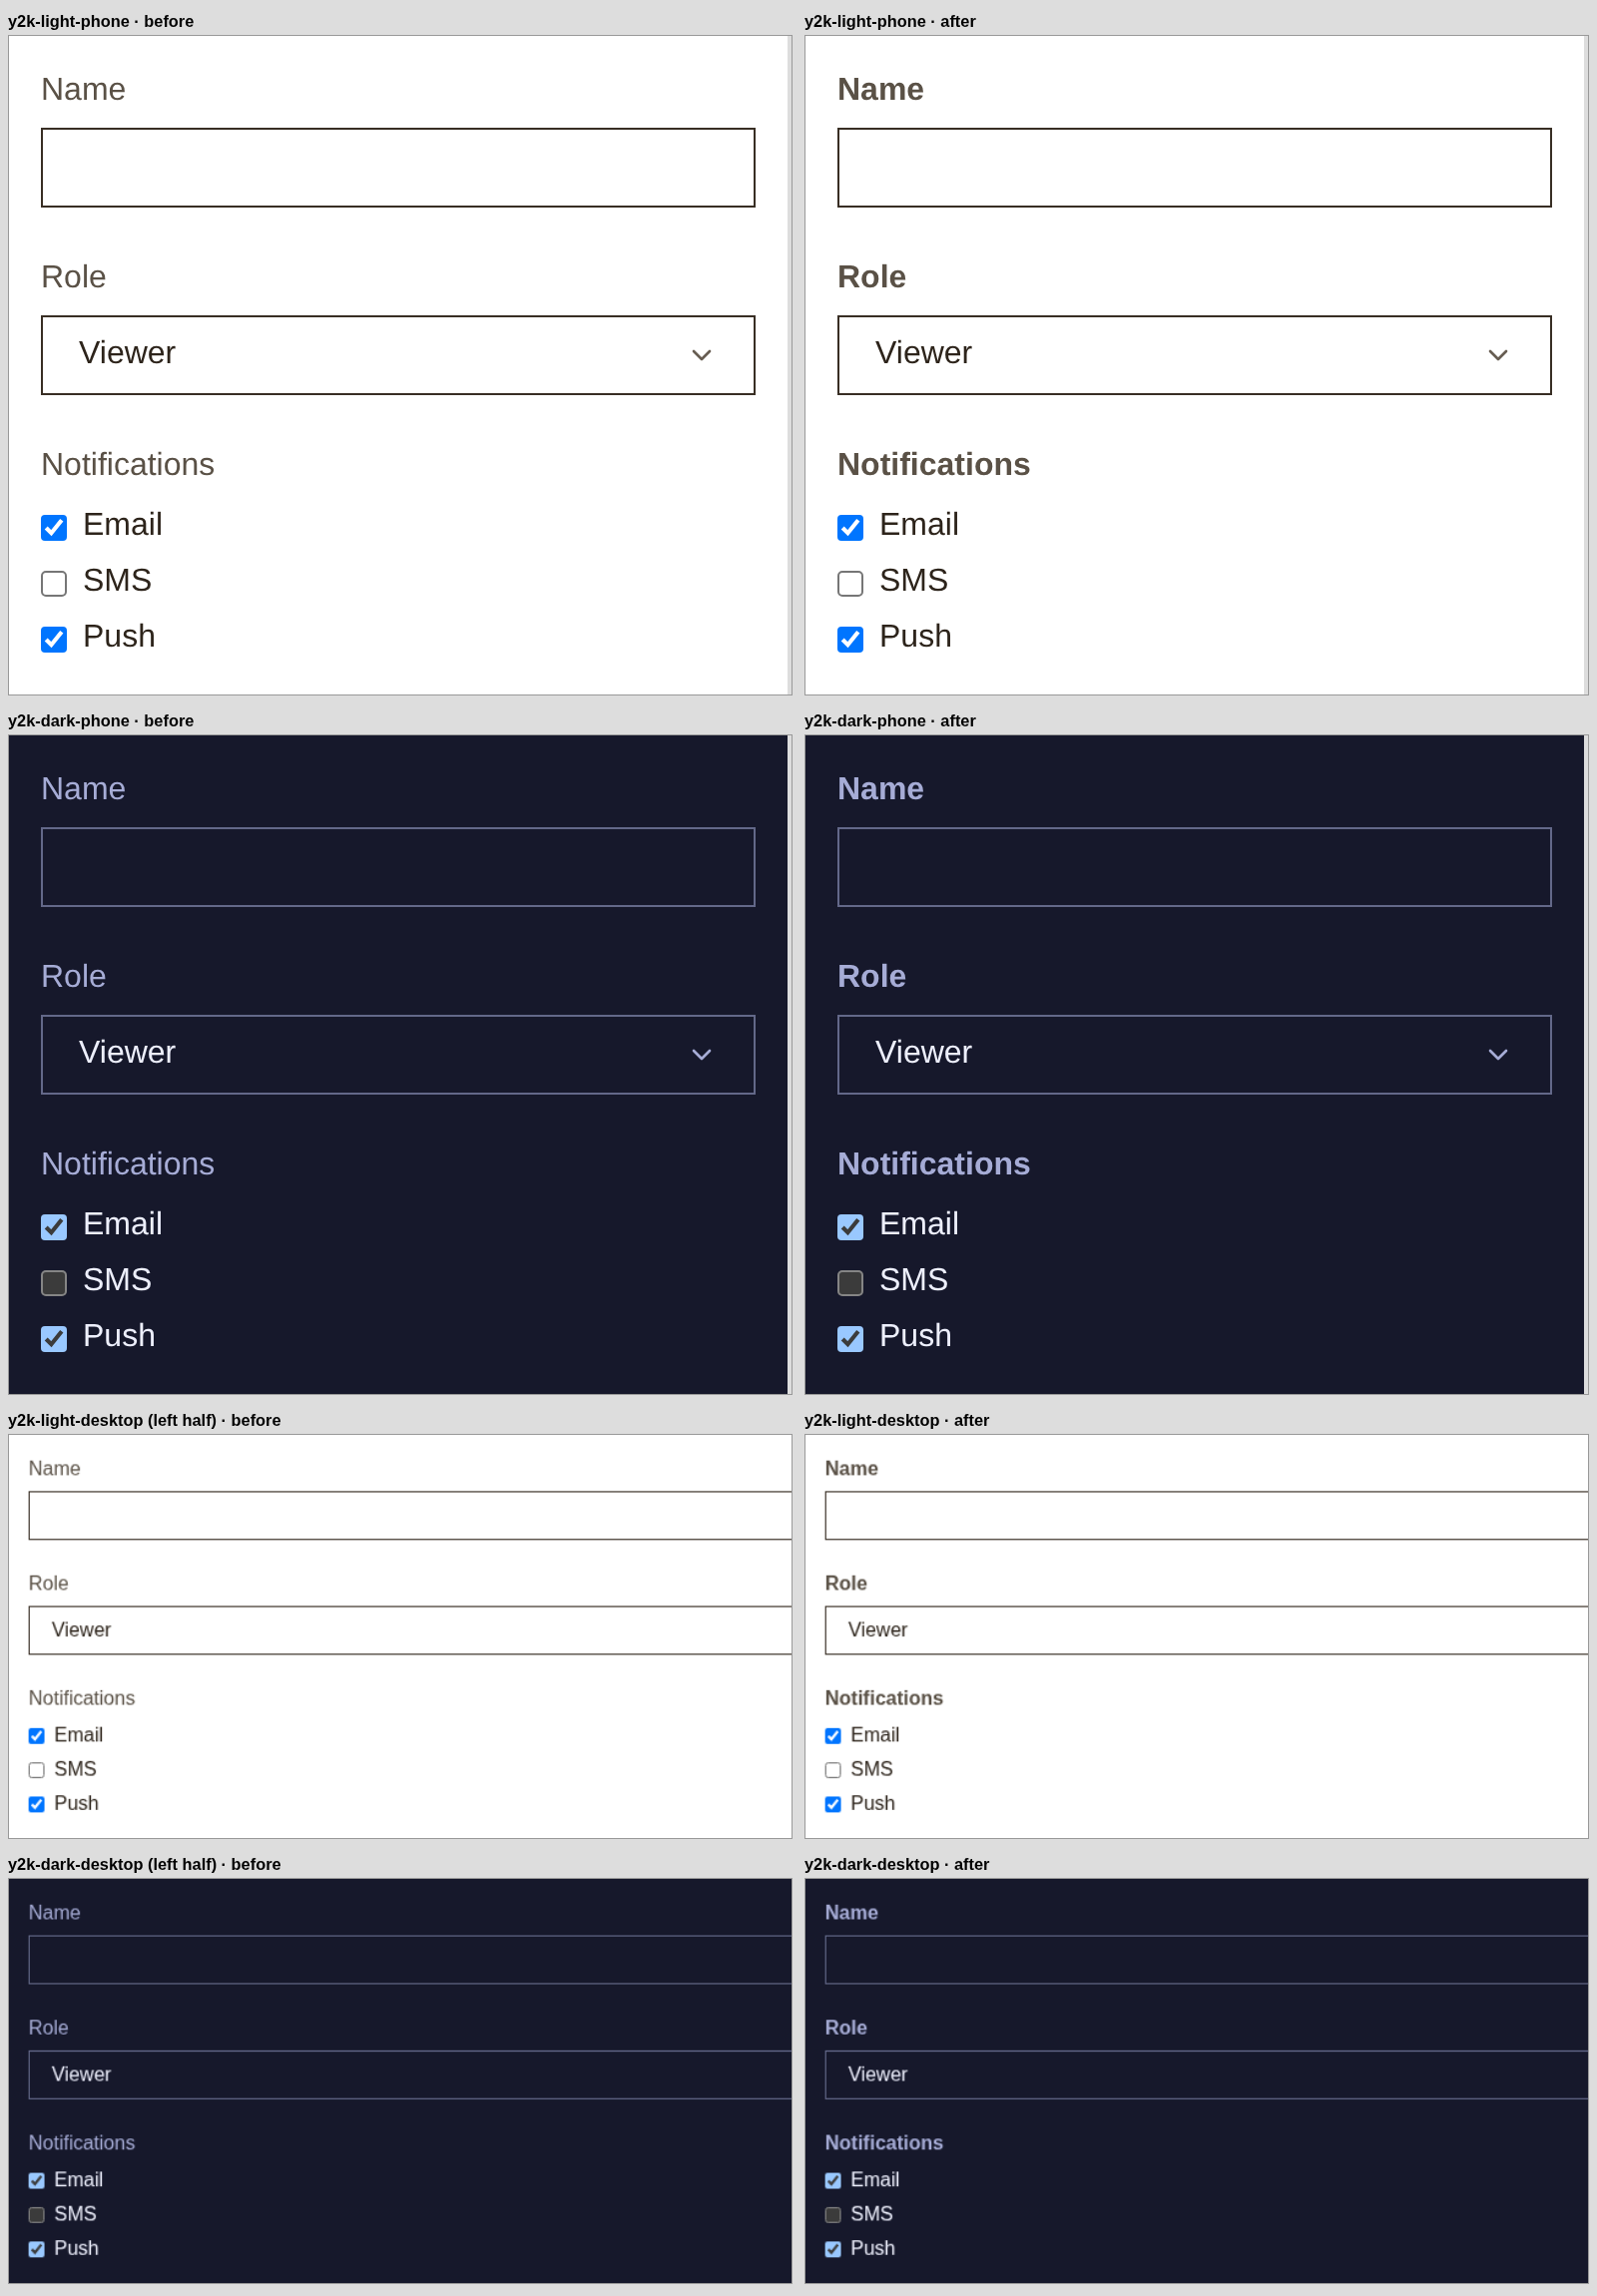 y2k-light-phone · before
Name
Role
Viewer
Notifications
Email
SMS
Push
y2k-light-phone · after
Name
Role
Viewer
Notifications
Email
SMS
Push
y2k-dark-phone · before
Name
Role
Viewer
Notifications
Email
SMS
Push
y2k-dark-phone · after
Name
Role
Viewer
Notifications
Email
SMS
Push
y2k-light-desktop (left half) · before
Name
Role
Viewer
Notifications
Email
SMS
Push
y2k-light-desktop · after
Name
Role
Viewer
Notifications
Email
SMS
Push
y2k-dark-desktop (left half) · before
Name
Role
Viewer
Notifications
Email
SMS
Push
y2k-dark-desktop · after
Name
Role
Viewer
Notifications
Email
SMS
Push